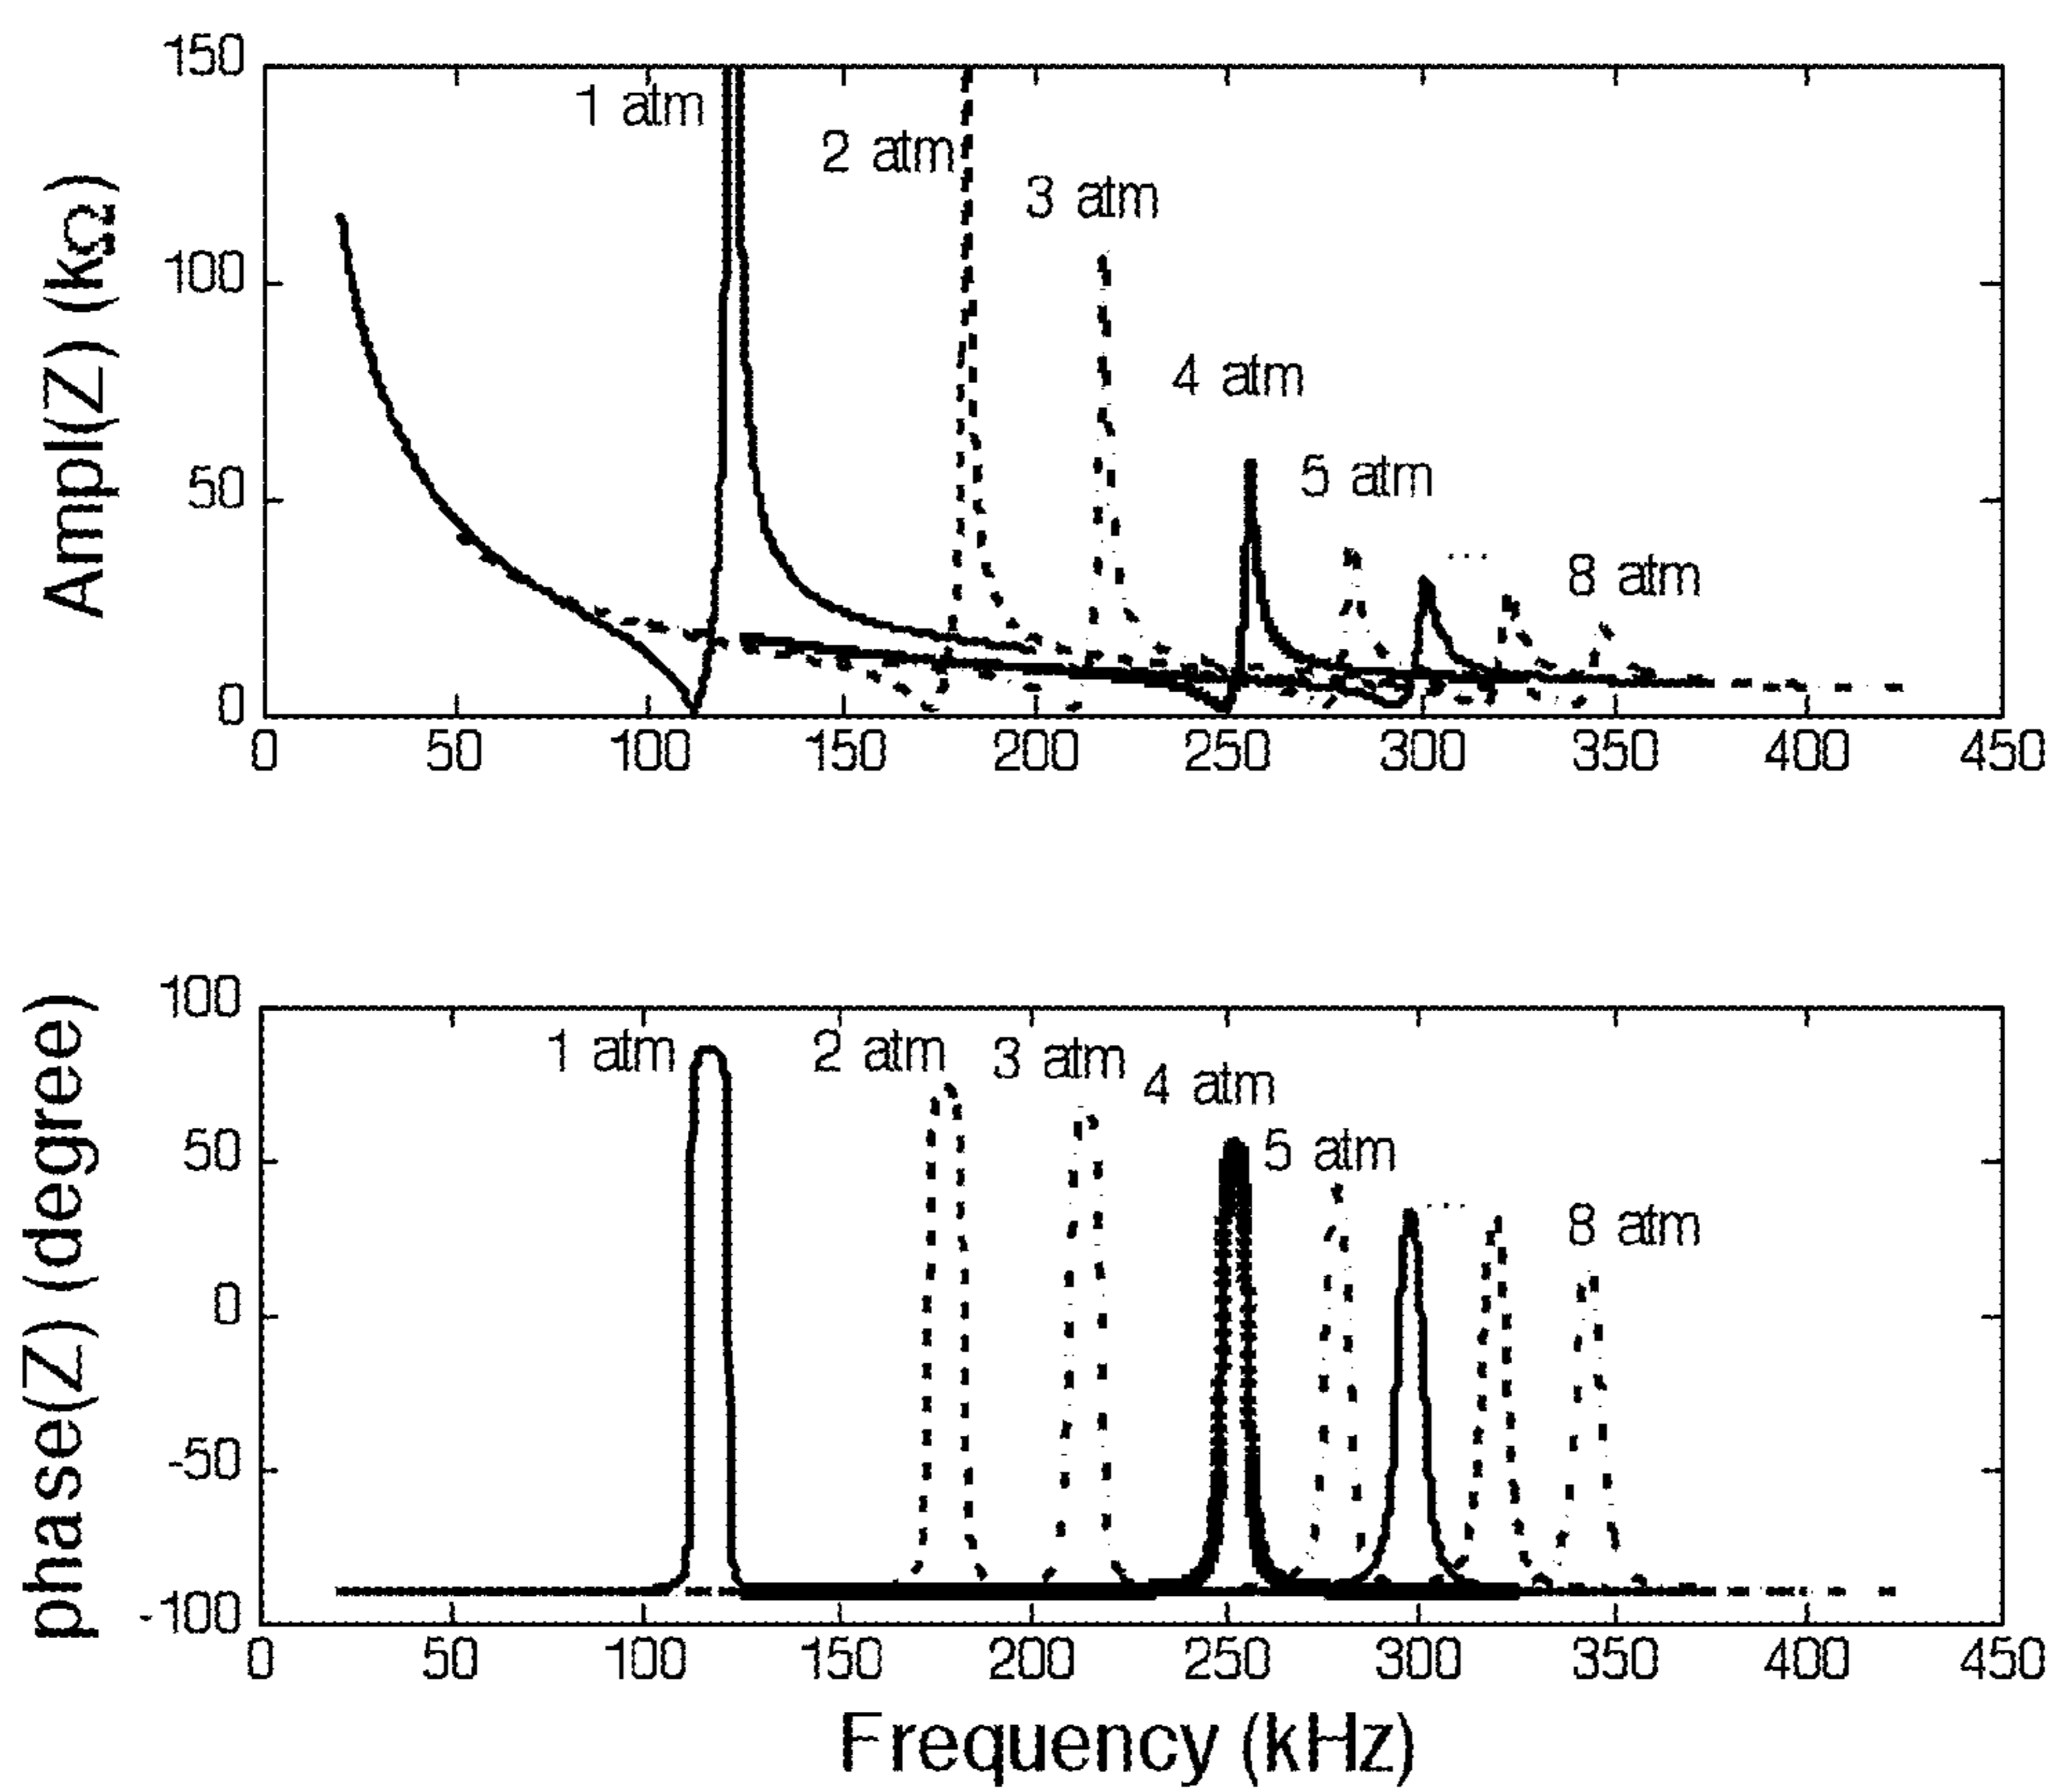 Ampl(Z) (kΩ)
150
100
50
0
1 atm
2 atm
3 atm
4 atm
5 atm
....
8 atm
0 50 100 150 200 250 300 350 400 450
phase(Z) (degree)
100
50
0
-50
-100
1 atm
2 atm
3 atm
4 atm
5 atm
....
8 atm
0 50 100 150 200 250 300 350 400 450
Frequency (kHz)